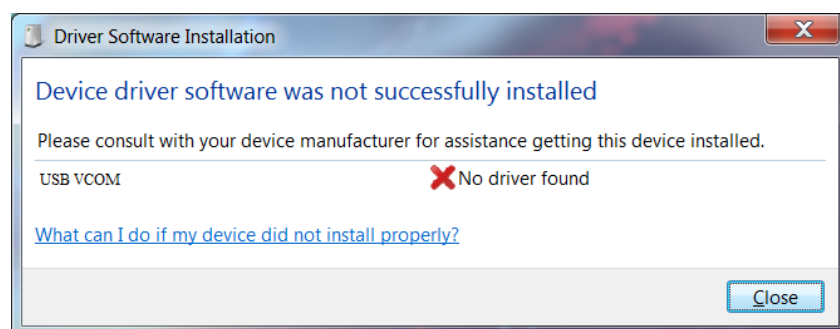 Driver Software Installation
Device driver software was not successfully installed
Please consult with your device manufacturer for assistance getting this device installed.
USB VCOM No driver found
What can I do if my device did not install properly?
Close